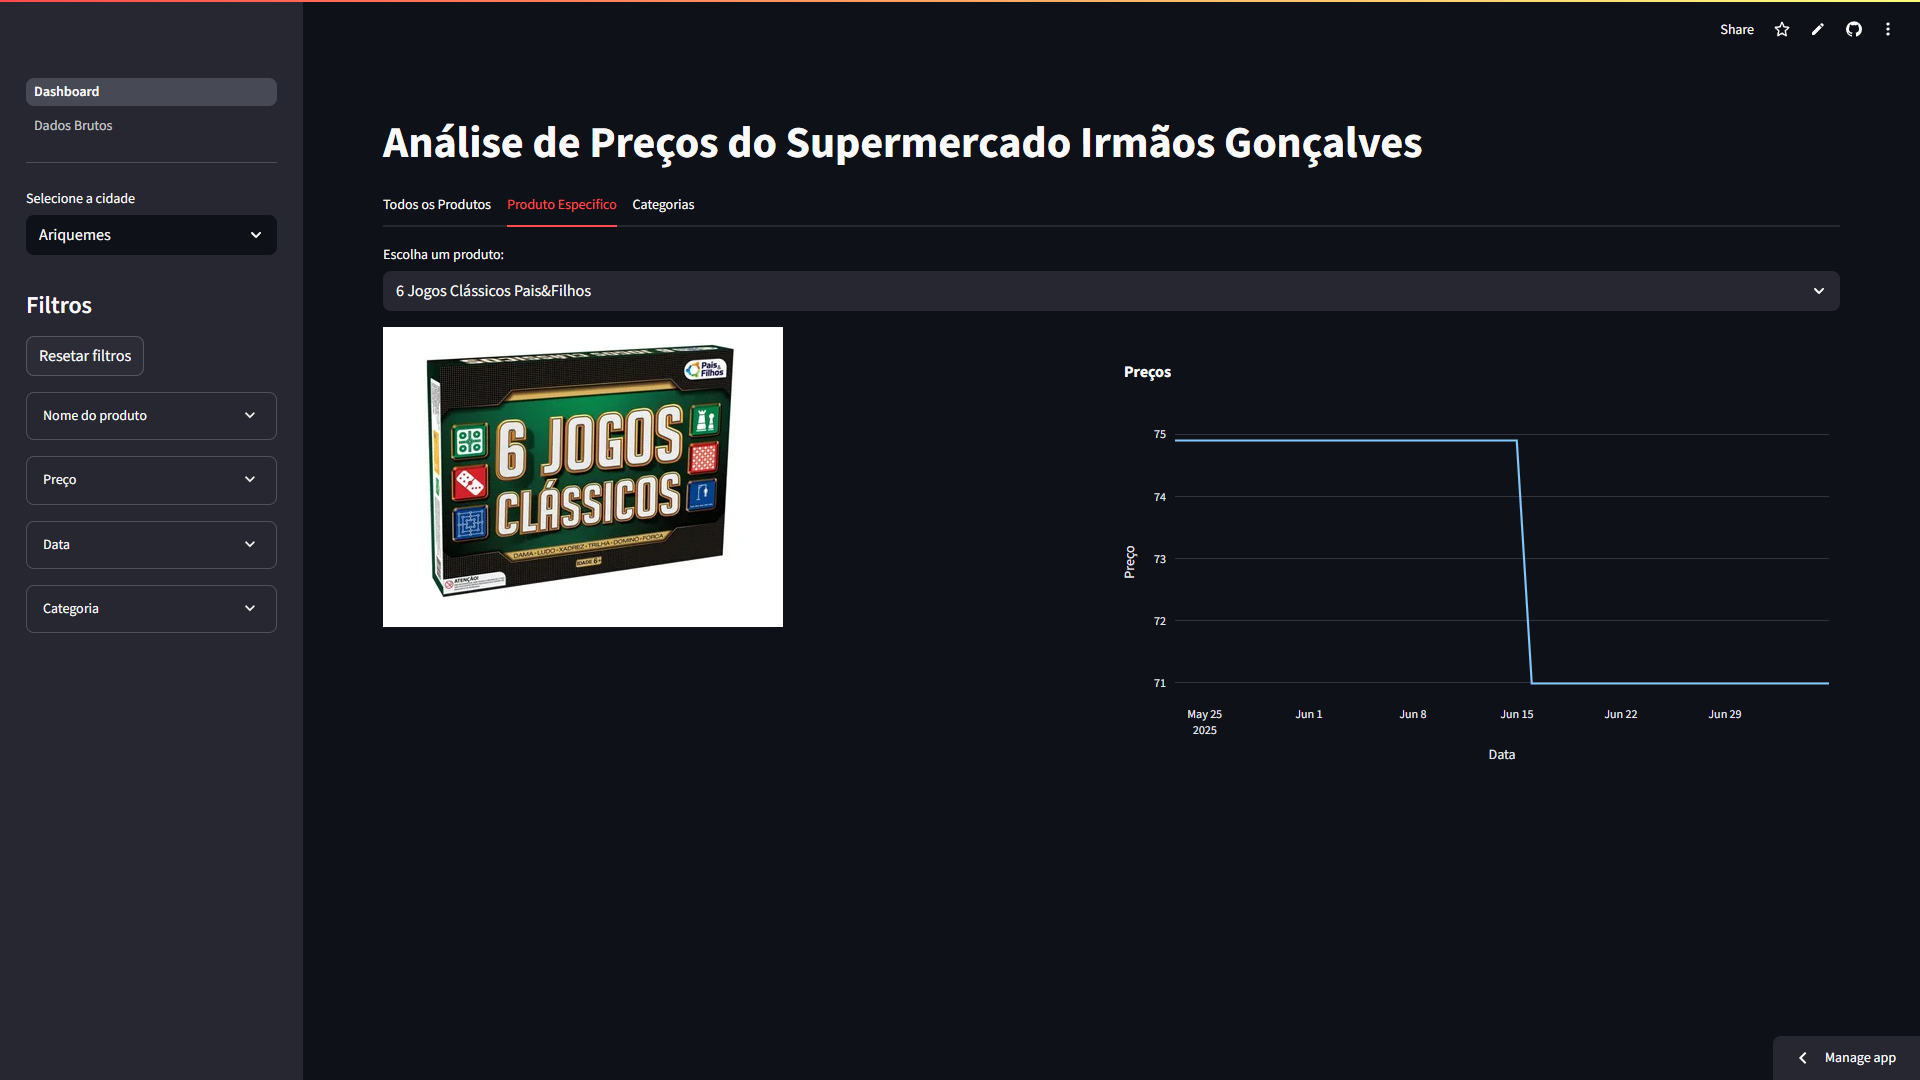 Share
Dashboard
Dados Brutos
Selecione a cidade
Ariquemes
Filtros
Resetar filtros
Nome do produto
Preço
Data
Categoria
Análise de Preços do Supermercado Irmãos Gonçalves
Todos os Produtos
Produto Especifico
Categorias
Escolha um produto:
6 Jogos Clássicos Pais&Filhos
Pais&
Filhos
6 JOGOS
CLÁSSICOS
DAMA • LUDO • XADREZ • TRILHA • DOMINO • FORCA
IDADE 6+
ATENÇÃO!
Preços
75
74
73
72
71
Preço
May 25
2025
Jun 1
Jun 8
Jun 15
Jun 22
Jun 29
Data
Manage app